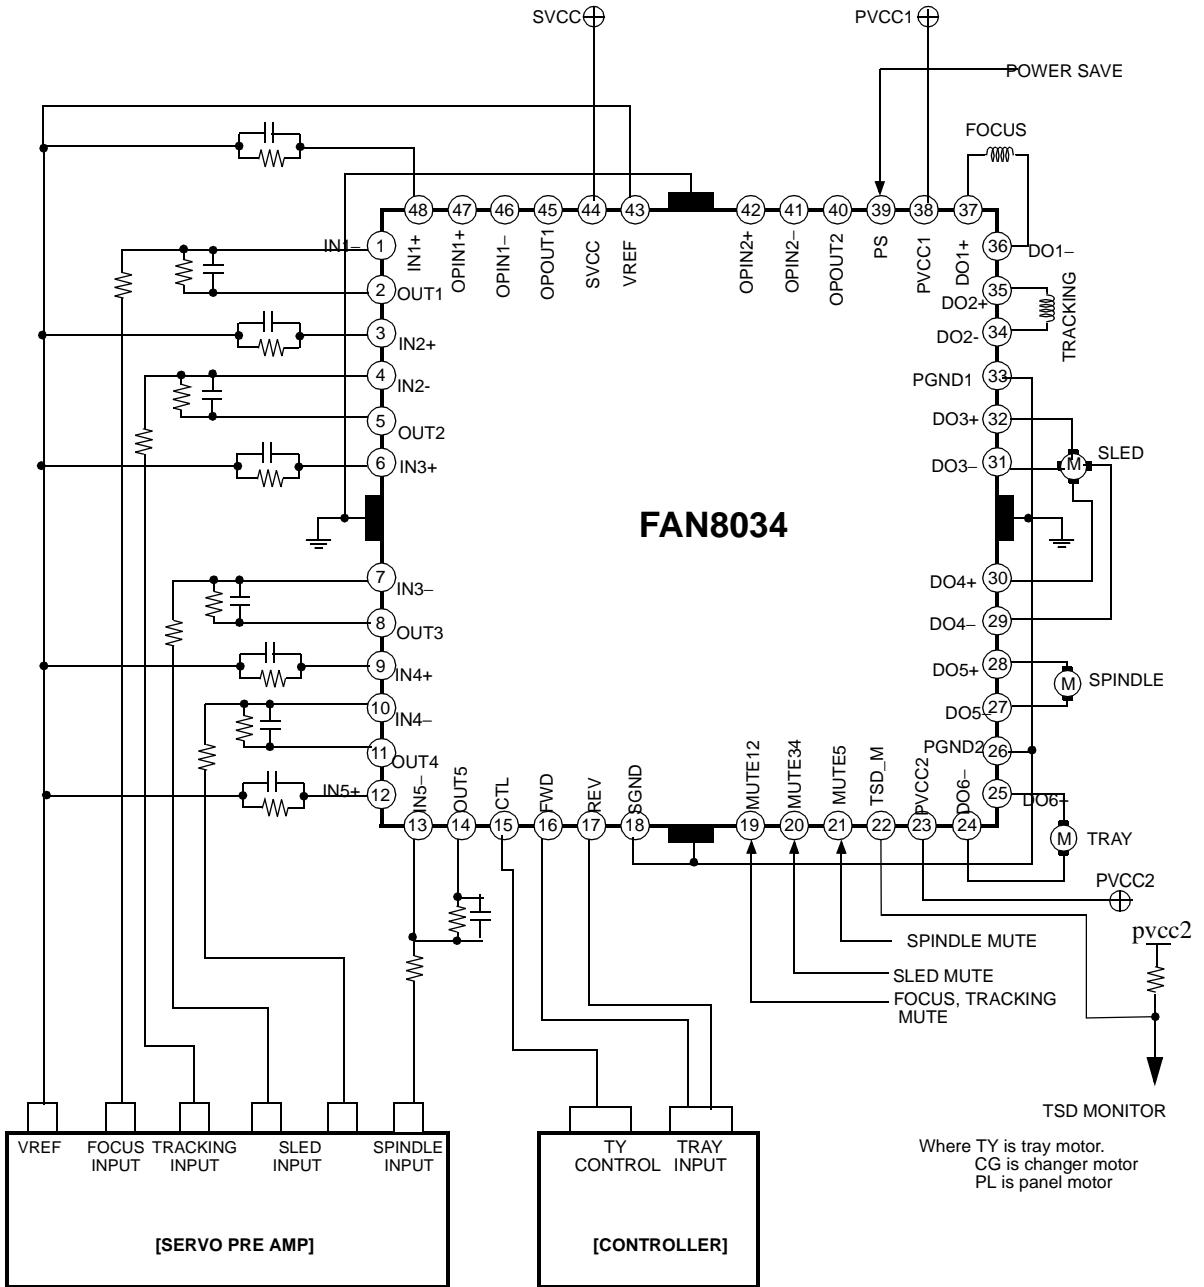 SVCC
PVCC1
POWER SAVE
FOCUS
48
47
46
45
44
43
42
41
40
39
38
37
IN1+
OPIN1+
OPIN1−
OPOUT1
SVCC
VREF
OPIN2+
OPIN2−
OPOUT2
PS
PVCC1
DO1+
1
IN1−
2
OUT1
3
IN2+
4
IN2-
5
OUT2
6
IN3+
7
IN3−
8
OUT3
9
IN4+
10
IN4−
11
OUT4
12
IN5+
FAN8034
36
DO1−
35
DO2+
TRACKING
34
DO2-
33
PGND1
32
DO3+
31
DO3−
M
SLED
30
DO4+
29
DO4−
28
DO5+
M
SPINDLE
27
DO5−
26
PGND2
25
DO6+
IN5−
OUT5
CTL
FWD
REV
SGND
MUTE12
MUTE34
MUTE5
TSD_M
PVCC2
DO6−
13
14
15
16
17
18
19
20
21
22
23
24
M
TRAY
PVCC2
pvcc2
SPINDLE MUTE
SLED MUTE
FOCUS, TRACKING
MUTE
TSD MONITOR
VREF
FOCUS
INPUT
TRACKING
INPUT
SLED
INPUT
SPINDLE
INPUT
[SERVO PRE AMP]
TY
CONTROL
TRAY
INPUT
[CONTROLLER]
Where TY is tray motor.
CG is changer motor
PL is panel motor